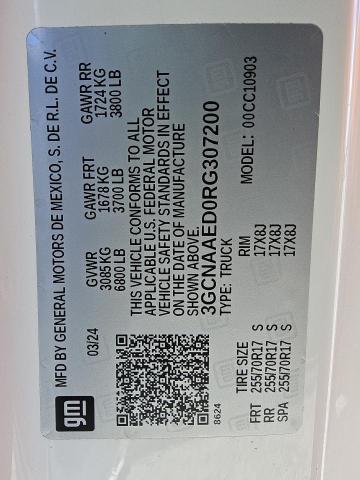 gm
MFD BY GENERAL MOTORS DE MEXICO, S. DE R.L. DE C.V.
03/24
GVWR GAWR FRT GAWR RR
3085 KG 1678 KG 1724 KG
6800 LB 3700 LB 3800 LB
THIS VEHICLE CONFORMS TO ALL
APPLICABLE U.S. FEDERAL MOTOR
VEHICLE SAFETY STANDARDS IN EFFECT
ON THE DATE OF MANUFACTURE
SHOWN ABOVE.
3GCNAAED0RG307200
TYPE: TRUCK MODEL: 00CC10903
8624
TIRE SIZE RIM
FRT 255/70R17 S 17X8J
RR 255/70R17 S 17X8J
SPA 255/70R17 S 17X8J